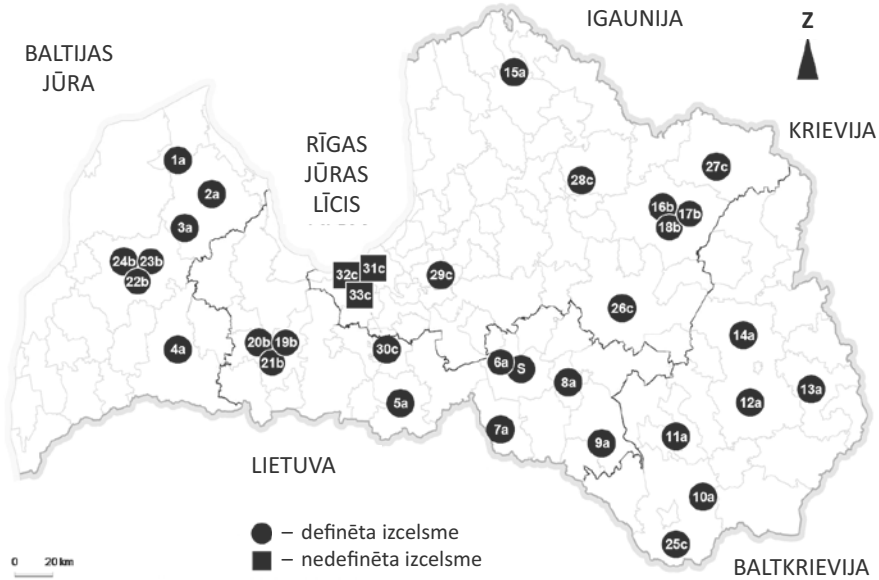 IGAUNIJA
Z
BALTIJAS
JŪRA
15a
KRIEVIJA
RĪGAS
JŪRAS
LĪCIS
1a
27c
28c
2a
16b
17b
18b
3a
24b
23b
22b
32c
31c
33c
29c
26c
14a
20b
19b
21b
30c
4a
6a
S
8a
13a
5a
12a
7a
9a
11a
LIETUVA
10a
25c
– definēta izcelsme
– nedefinēta izcelsme
0 20 km
BALTKRIEVIJA